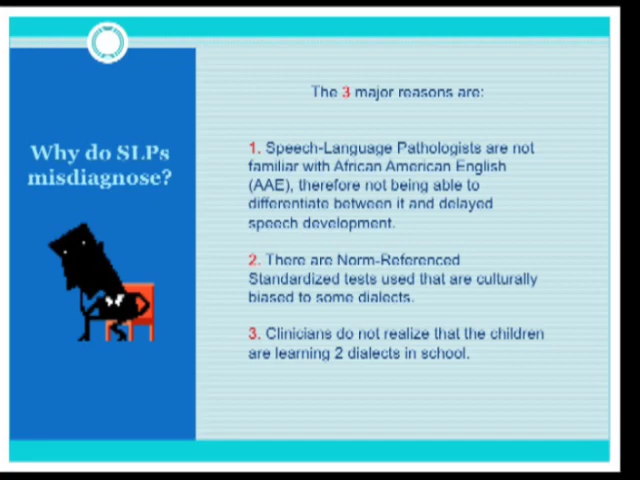 Why do SLPs
misdiagnose?
The 3 major reasons are:
1. Speech-Language Pathologists are not
familiar with African American English
(AAE), therefore not being able to
differentiate between it and delayed
speech development.
2. There are Norm-Referenced
Standardized tests used that are culturally
biased to some dialects.
3. Clinicians do not realize that the children
are learning 2 dialects in school.